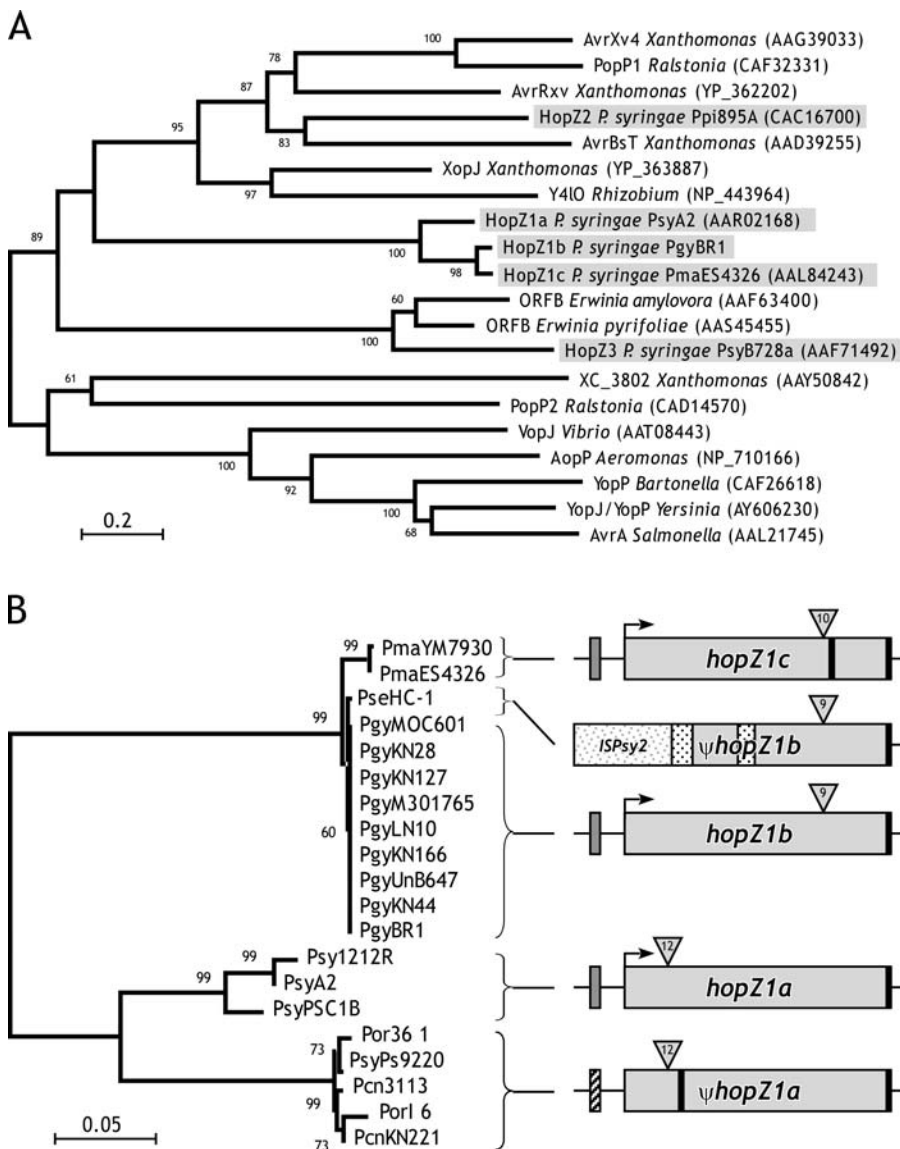 A
AvrXv4 Xanthomonas (AAG39033)
100
PopP1 Ralstonia (CAF32331)
78
AvrRxv Xanthomonas (YP_362202)
87
HopZ2 P. syringae Ppi895A (CAC16700)
95
83
AvrBsT Xanthomonas (AAD39255)
XopJ Xanthomonas (YP_363887)
97
Y4lO Rhizobium (NP_443964)
HopZ1a P. syringae PsyA2 (AAR02168)
89
100
HopZ1b P. syringae PgyBR1
98
HopZ1c P. syringae PmaES4326 (AAL84243)
60
ORFB Erwinia amylovora (AAF63400)
ORFB Erwinia pyrifoliae (AAS45455)
100
HopZ3 P. syringae PsyB728a (AAF71492)
61
XC_3802 Xanthomonas (AAY50842)
PopP2 Ralstonia (CAD14570)
VopJ Vibrio (AAT08443)
100
AopP Aeromonas (NP_710166)
92
YopP Bartonella (CAF26618)
100
YopJ/YopP Yersinia (AY606230)
68
AvrA Salmonella (AAL21745)
0.2
B
99
PmaYM7930
PmaES4326
10
hopZ1c
99
PseHC-1
9
ISPsy2
ψhopZ1b
PgyMOC601
PgyKN28
PgyKN127
PgyM301765
PgyLN10
60
PgyKN166
PgyUnB647
PgyKN44
PgyBR1
9
hopZ1b
99
Psy1212R
99
PsyA2
PsyPSC1B
12
hopZ1a
Por36 1
73
PsyPs9220
Pcn3113
99
PorI 6
73
PcnKN221
12
ψhopZ1a
0.05